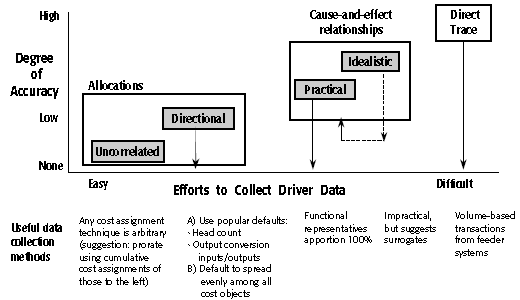 High
Degree
of
Accuracy
Low
None
Allocations
Uncorrelated
Directional
Cause-and-effect
relationships
Practical
Idealistic
Direct
Trace
Easy
Efforts to Collect Driver Data
Difficult
Useful data
collection
methods
Any cost assignment
technique is arbitrary
(suggestion: prorate
using cumulative
cost assignments of
those to the left)
A) Use popular defaults:
· Head count
· Output conversion
inputs/outputs
B) Default to spread
evenly among all
cost objects
Functional
representatives
apportion 100%
Impractical,
but suggests
surrogates
Volume-based
transactions
from feeder
systems